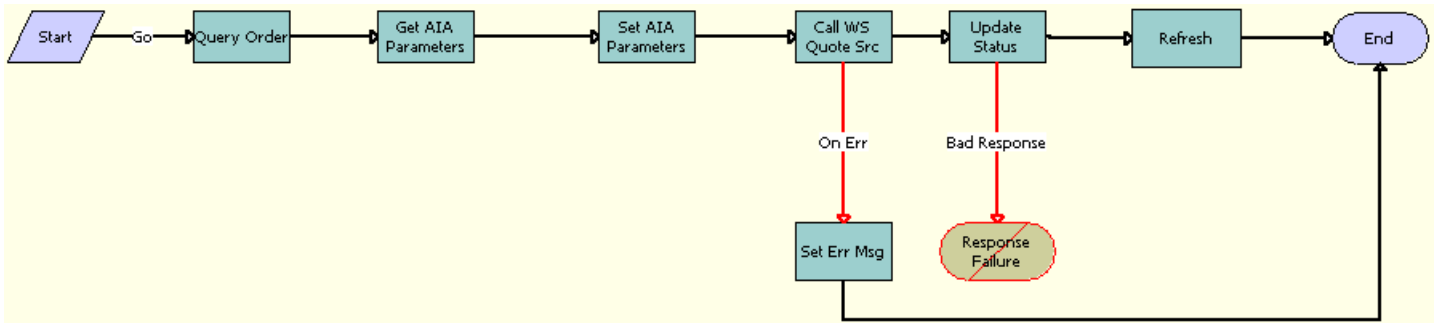 Start
Go
Query Order
Get AIA
Parameters
Set AIA
Parameters
Call WS
Quote Src
Update
Status
Refresh
End
On Err
Bad Response
Set Err Msg
Response
Failure